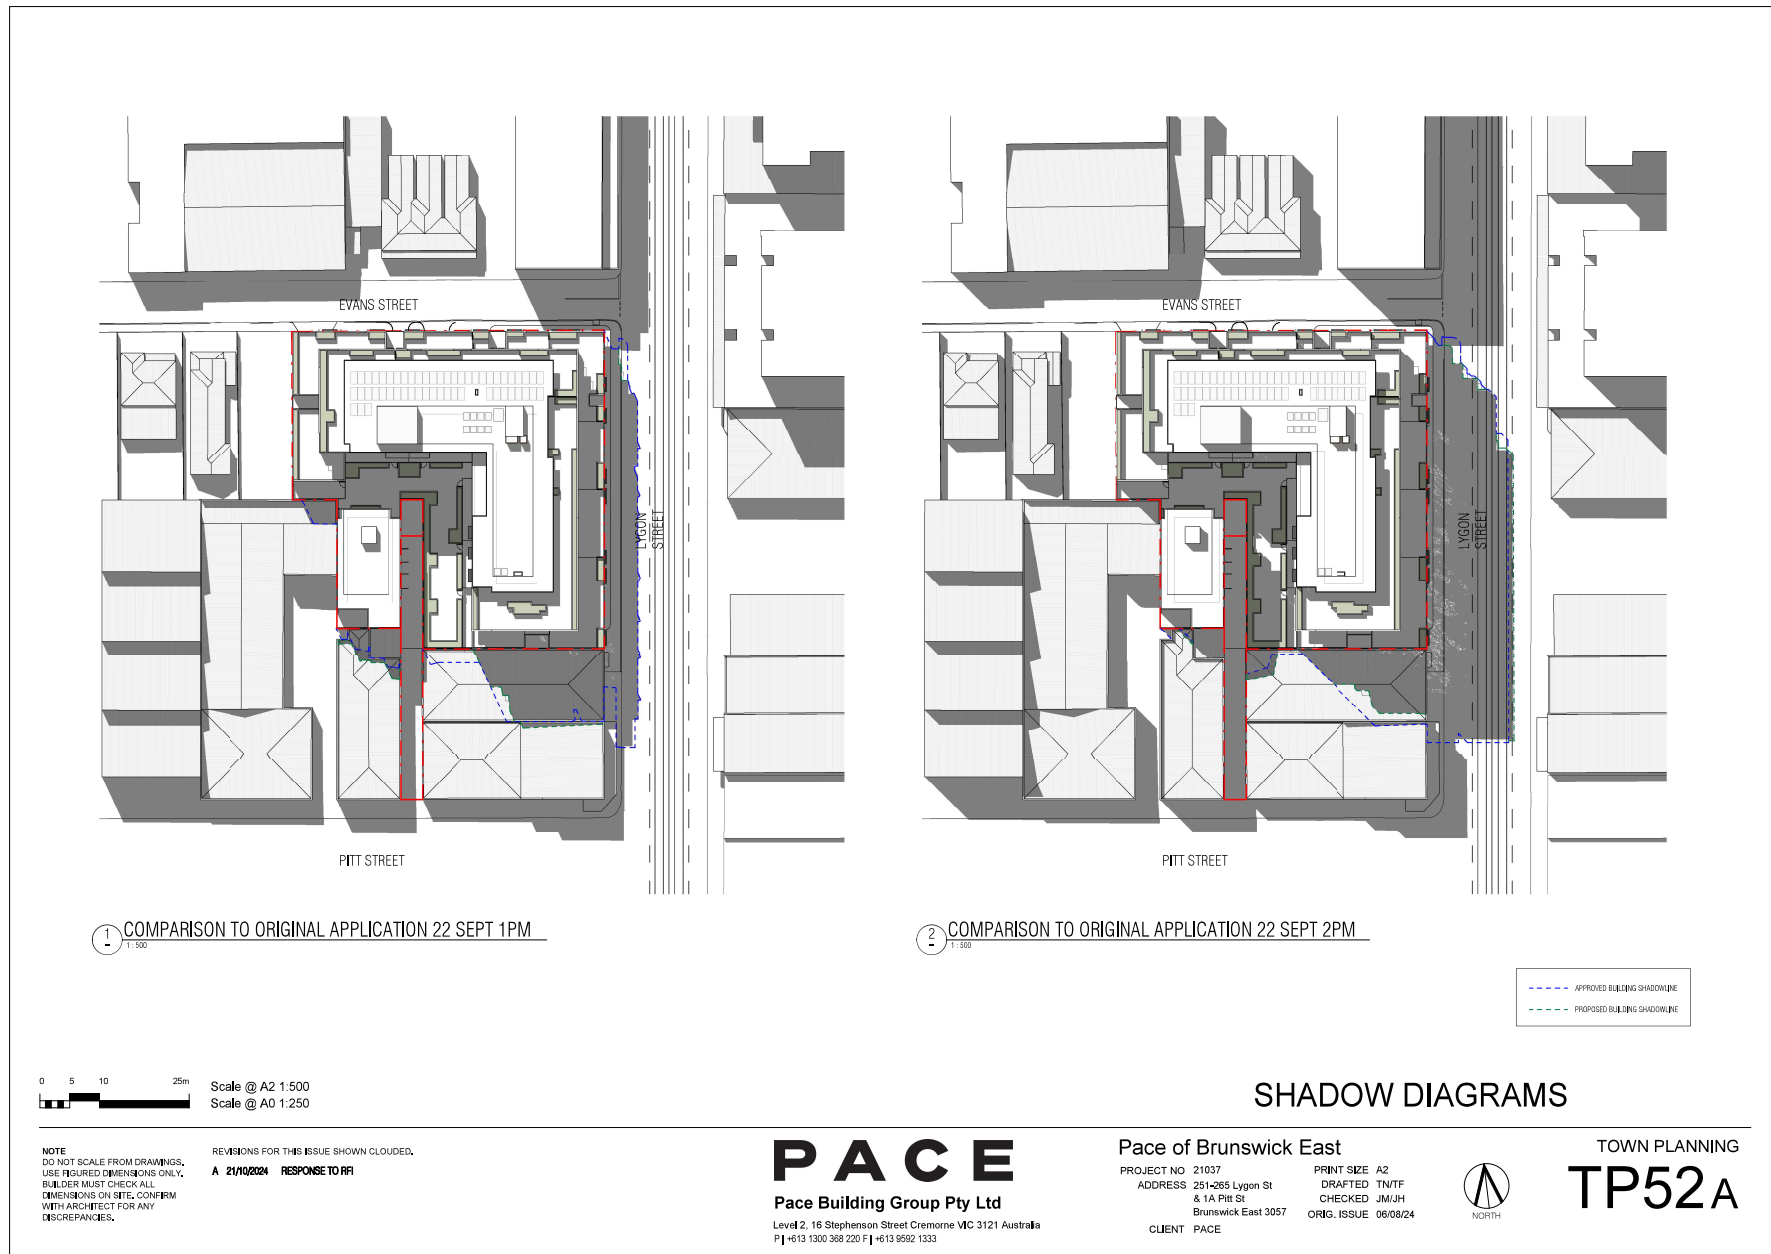 EVANS STREET
LYGON
STREET
PITT STREET
1
-
COMPARISON TO ORIGINAL APPLICATION 22 SEPT 1PM
1 : 500
EVANS STREET
LYGON
STREET
PITT STREET
2
-
COMPARISON TO ORIGINAL APPLICATION 22 SEPT 2PM
1 : 500
APPROVED BUILDING SHADOWLINE
PROPOSED BUILDING SHADOWLINE
0 5 10 25m
Scale @ A2 1:500
Scale @ A0 1:250
SHADOW DIAGRAMS
NOTE
DO NOT SCALE FROM DRAWINGS.
USE FIGURED DIMENSIONS ONLY.
BUILDER MUST CHECK ALL
DIMENSIONS ON SITE. CONFIRM
WITH ARCHITECT FOR ANY
DISCREPANCIES.
REVISIONS FOR THIS ISSUE SHOWN CLOUDED.
A 21/10/2024 RESPONSE TO RFI
PACE
Pace Building Group Pty Ltd
Level 2, 16 Stephenson Street Cremorne VIC 3121 Australia
P | +613 1300 368 220 F | +613 9592 1333
Pace of Brunswick East
PROJECT NO 21037
ADDRESS 251-265 Lygon St
& 1A Pitt St
Brunswick East 3057
CLIENT PACE
PRINT SIZE A2
DRAFTED TN/TF
CHECKED JM/JH
ORIG. ISSUE 06/08/24
NORTH
TOWN PLANNING
TP52 A